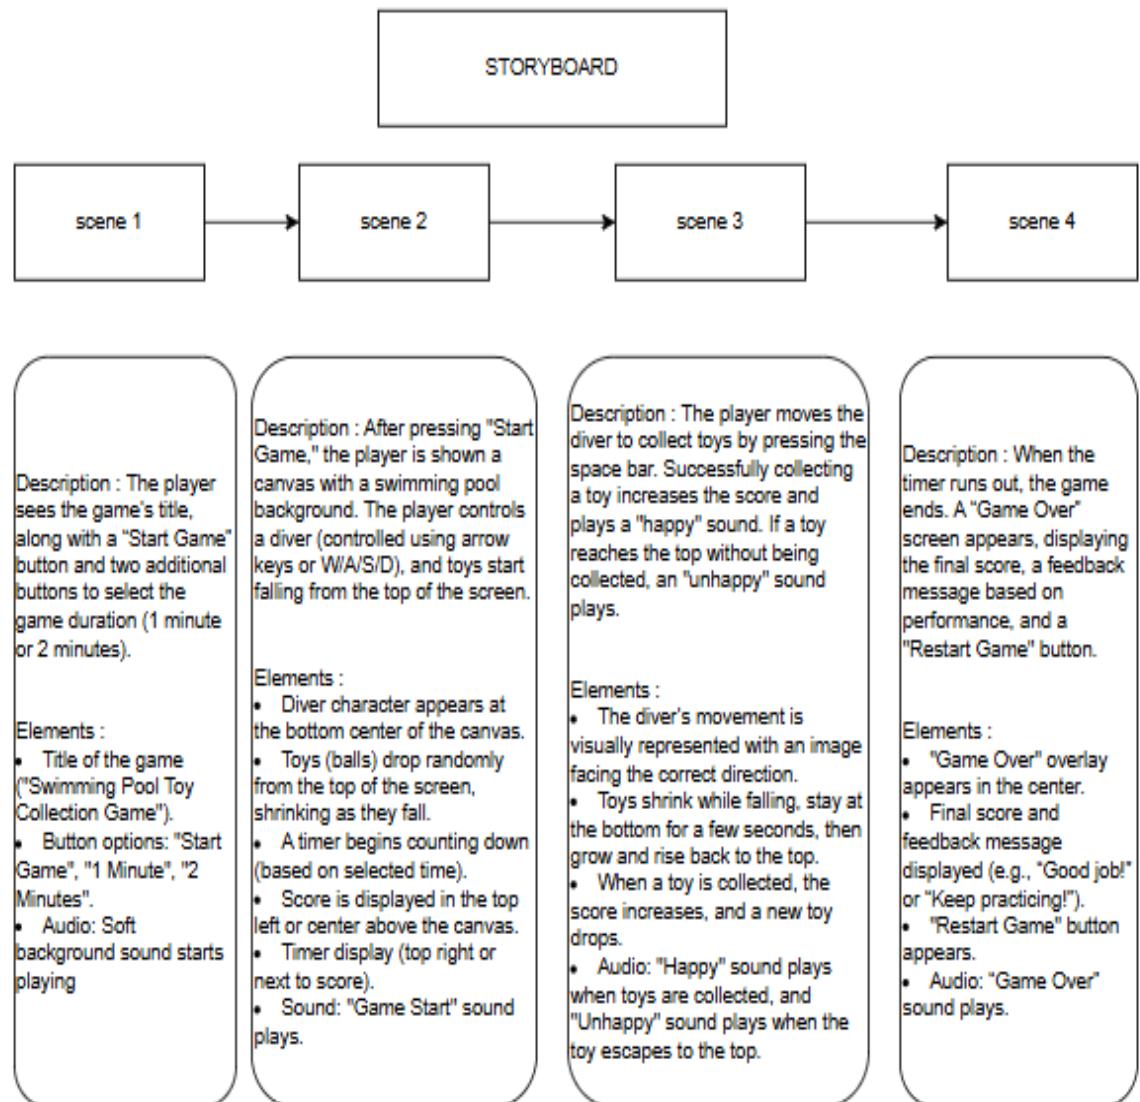 STORYBOARD
scene 1
scene 2
scene 3
scene 4
Description : The player
sees the game's title,
along with a "Start Game"
button and two additional
buttons to select the
game duration (1 minute
or 2 minutes).
Elements :
• Title of the game
("Swimming Pool Toy
Collection Game").
• Button options: "Start
Game", "1 Minute", "2
Minutes".
• Audio: Soft
background sound starts
playing
Description : After pressing "Start
Game," the player is shown a
canvas with a swimming pool
background. The player controls
a diver (controlled using arrow
keys or W/A/S/D), and toys start
falling from the top of the screen.
Elements :
• Diver character appears at
the bottom center of the canvas.
• Toys (balls) drop randomly
from the top of the screen,
shrinking as they fall.
• A timer begins counting down
(based on selected time).
• Score is displayed in the top
left or center above the canvas.
• Timer display (top right or
next to score).
• Sound: "Game Start" sound
plays.
Description : The player moves the
diver to collect toys by pressing the
space bar. Successfully collecting
a toy increases the score and
plays a "happy" sound. If a toy
reaches the top without being
collected, an "unhappy" sound
plays.
Elements :
• The diver's movement is
visually represented with an image
facing the correct direction.
• Toys shrink while falling, stay at
the bottom for a few seconds, then
grow and rise back to the top.
• When a toy is collected, the
score increases, and a new toy
drops.
• Audio: "Happy" sound plays
when toys are collected, and
"Unhappy" sound plays when the
toy escapes to the top.
Description : When the
timer runs out, the game
ends. A "Game Over"
screen appears, displaying
the final score, a feedback
message based on
performance, and a
"Restart Game" button.
Elements :
• "Game Over" overlay
appears in the center.
• Final score and
feedback message
displayed (e.g., "Good job!"
or "Keep practicing!").
• "Restart Game" button
appears.
• Audio: "Game Over"
sound plays.